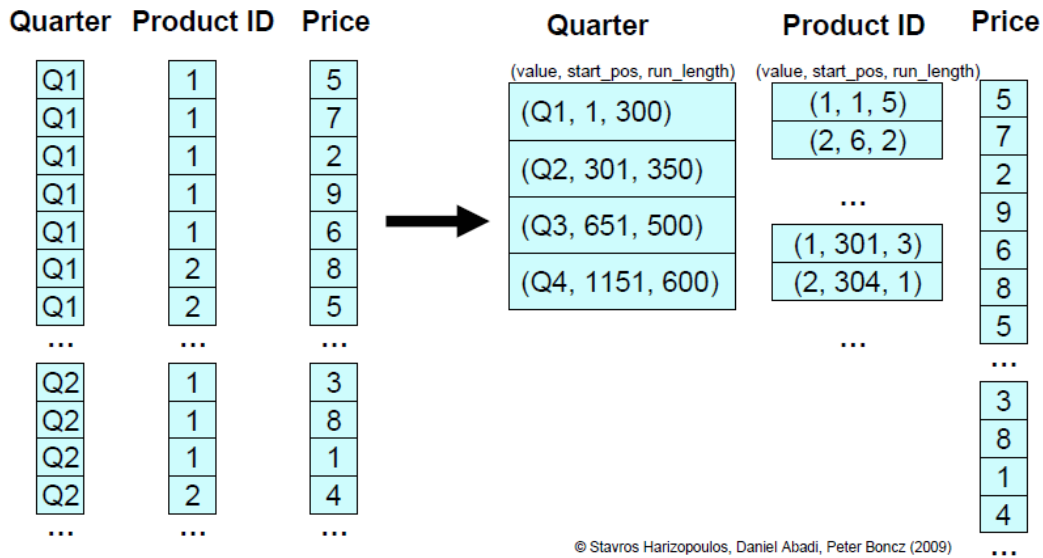 Quarter Product ID Price
Q1 1 5
Q1 1 7
Q1 1 2
Q1 1 9
Q1 1 6
Q1 2 8
Q1 2 5
... ... ...
Q2 1 3
Q2 1 8
Q2 1 1
Q2 2 4
... ... ...
Quarter Product ID Price
(value, start_pos, run_length) (value, start_pos, run_length)
(Q1, 1, 300)
(Q2, 301, 350)
(Q3, 651, 500)
(Q4, 1151, 600)
(1, 1, 5)
(2, 6, 2)
...
(1, 301, 3)
(2, 304, 1)
...
5
7
2
9
6
8
5
...
3
8
1
4
...
© Stavros Harizopoulos, Daniel Abadi, Peter Boncz (2009)